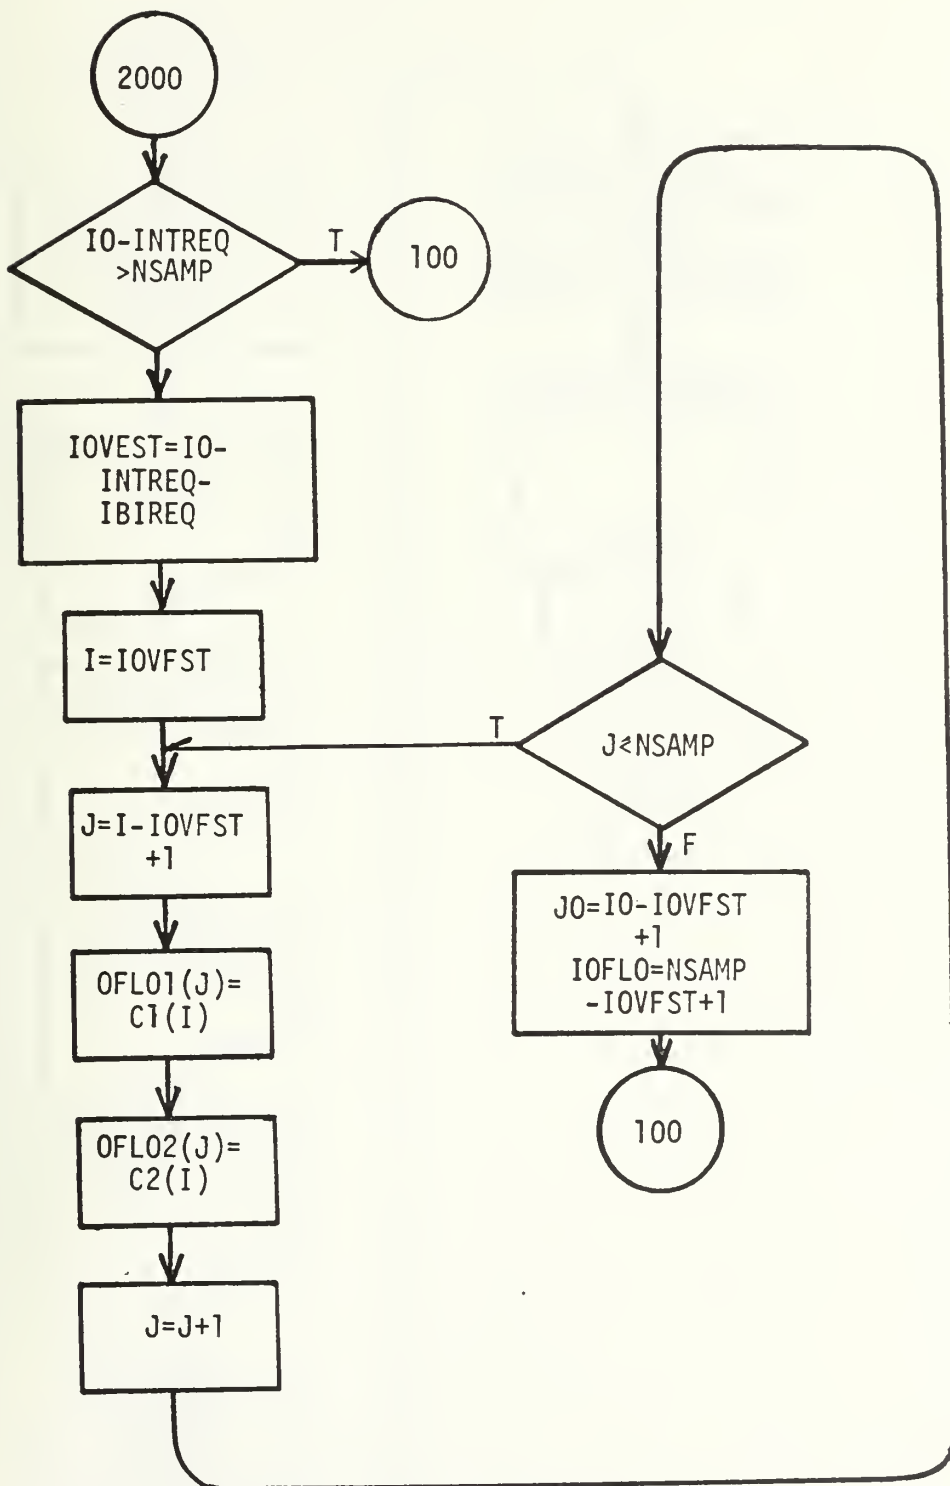 2000
IO-INTREQ
>NSAMP
T
100
IOVEST=IO-
INTREQ-
IBIREQ
I=IOVFST
T
J≤NSAMP
J=I-IOVFST
+1
F
JO=IO-IOVFST
+1
IOFLO=NSAMP
-IOVFST+1
OFLO1(J)=
C1(I)
100
OFLO2(J)=
C2(I)
J=J+1